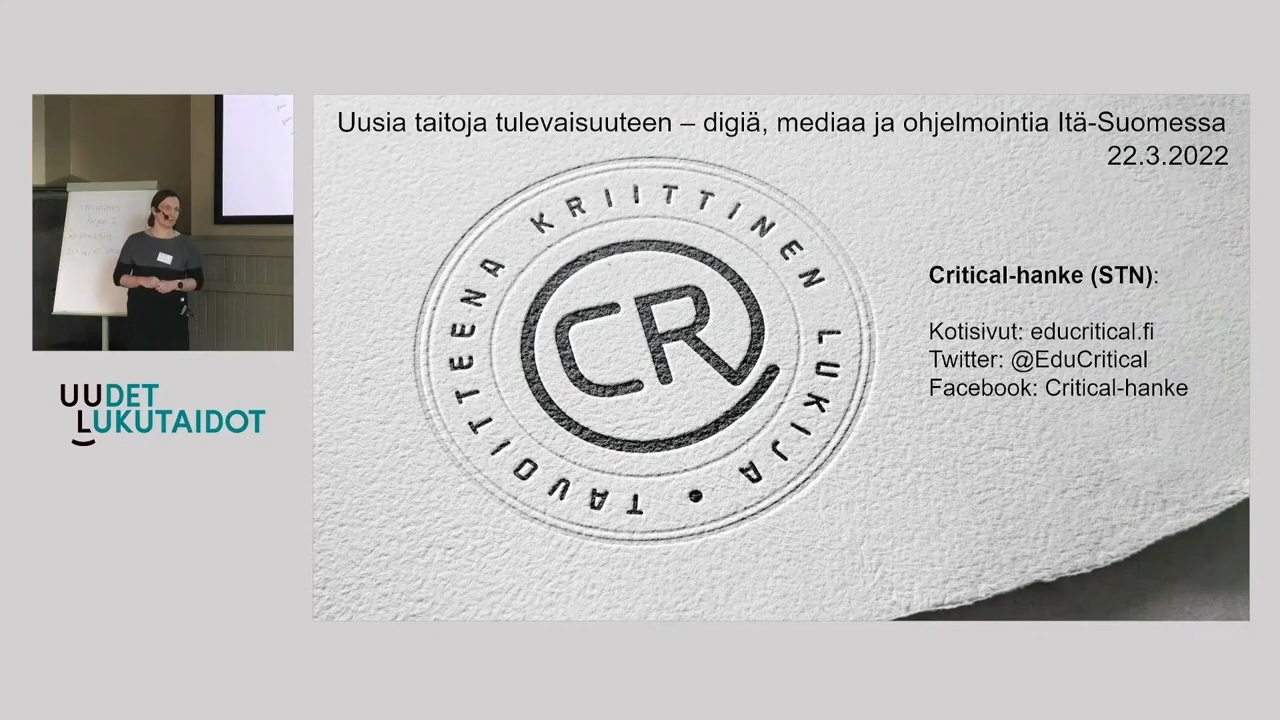 Uusia taitoja tulevaisuuteen – digiä, mediaa ja ohjelmointia Itä-Suomessa
22.3.2022
TAVOITTEENA KRIITTINEN LUKIJA •
CR
Critical-hanke (STN):
Kotisivut: educritical.fi
Twitter: @EduCritical
Facebook: Critical-hanke
UUDET
LUKUTAIDOT